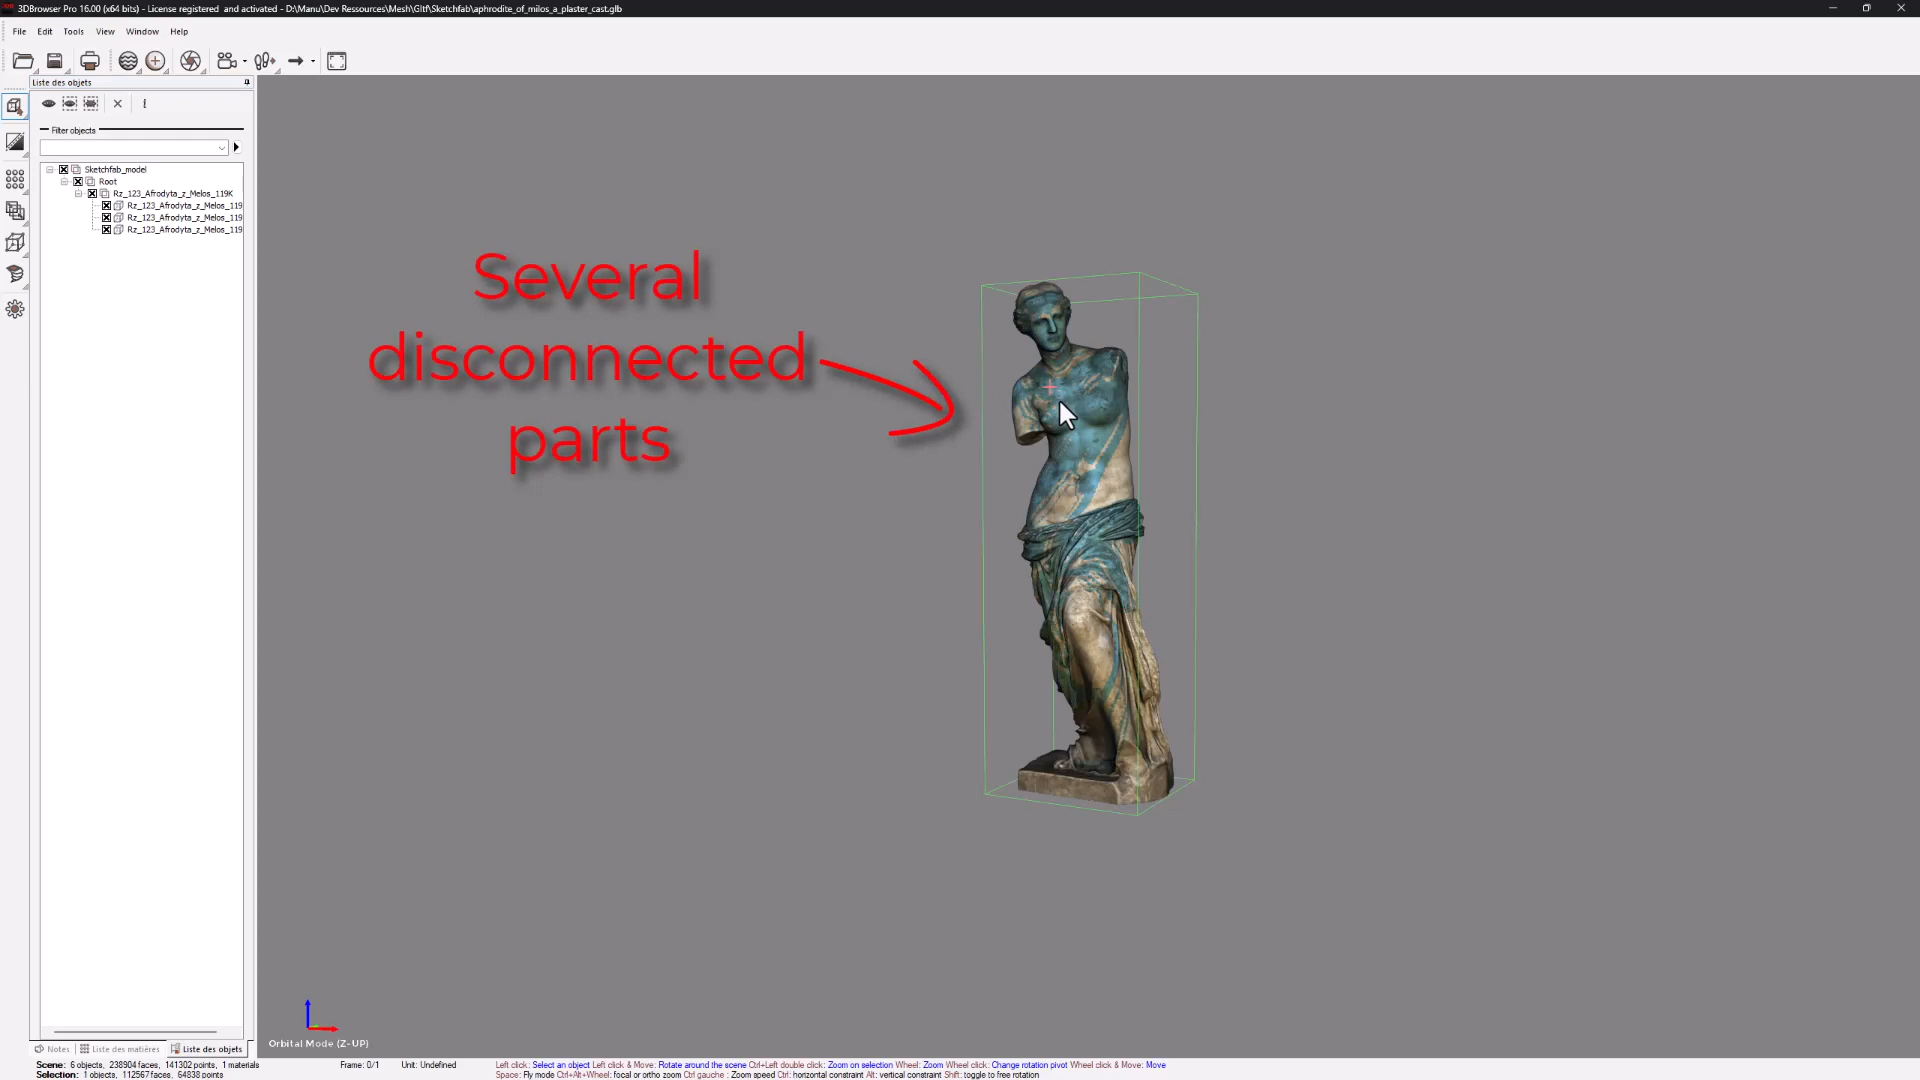 3DBrowser Pro 16.00 (x64 bits) - License registered  and activated - D:\Manu\Dev Ressources\Mesh\Gltf\Sketchfab\aphrodite_of_milos_a_plaster_cast.glb
File Edit Tools View Window Help
Liste des objets
Filter objects
Sketchfab_model
Root
Rz_123_Afrodyta_z_Melos_119K
Rz_123_Afrodyta_z_Melos_119
Rz_123_Afrodyta_z_Melos_119
Rz_123_Afrodyta_z_Melos_119
Several
disconnected
parts
Orbital Mode (Z-UP)
Notes Liste des matières Liste des objets
Scene: 6 objects, 238904 faces, 141302 points, 1 materials Frame: 0/1 Unit: Undefined Left click: Select an object Left click & Move: Rotate around the scene Ctrl+Left double click: Zoom on selection Wheel: Zoom Wheel click: Change rotation pivot Wheel click & Move: Move
Selection: 1 objects, 112567 faces, 64838 points Space: Fly mode Ctrl+Alt+Wheel: focal or ortho zoom Ctrl gauche : Zoom speed Ctrl: horizontal constraint Alt: vertical constraint Shift: toggle to free rotation